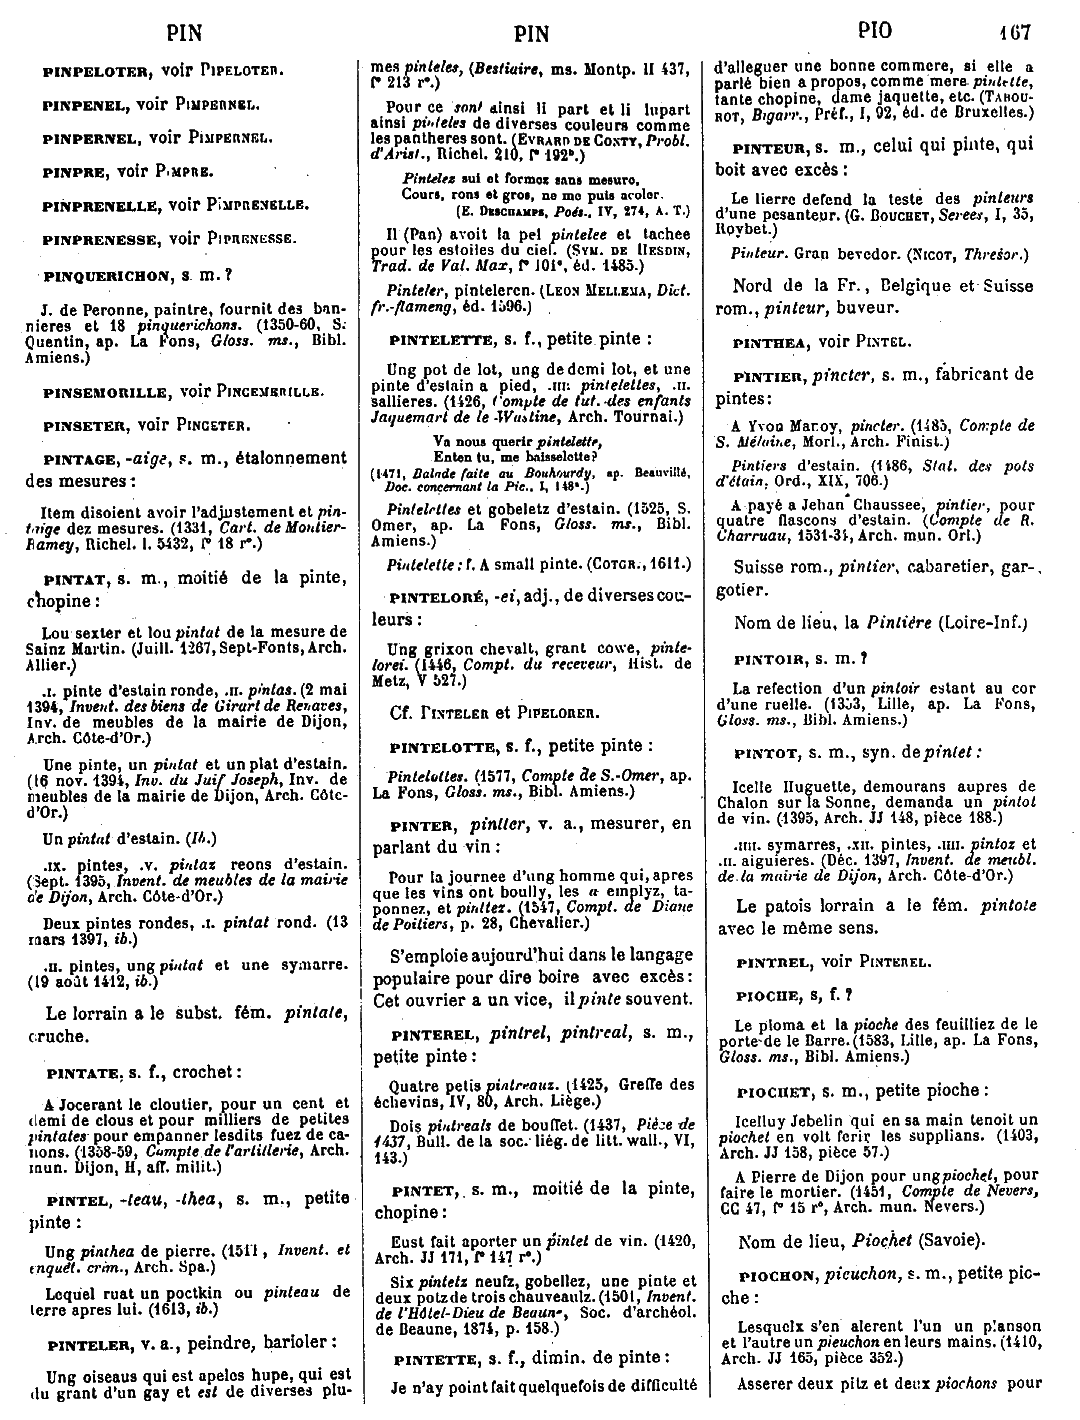 PIN
PIN
PIO
167
PINPELOTER, voir PIPELOTER.
PINPENEL, voir PIMPERNEL.
PINPERNEL, voir PIMPERNEL.
PINPRE, voir PIMPRE.
PINPRENELLE, voir PIMPRENELLE.
PINPRENESSE, voir PIPRENESSE.
PINQUERICHON, s. m. ?
J. de Peronne, paintre, fournit des ban-
nieres et 18 pinquerichons. (1350-60, S.
Quentin, ap. La Fons, Gloss. ms., Bibl.
Amiens.)
PINSEMORILLE, voir PINCEMERILLE.
PINSETER, voir PINCETER.
PINTAGE, -aige, s. m., étalonnement
des mesures :
Item disoient avoir l'adjustement et pin-
taige dez mesures. (1331, Cart. de Montier-
Ramey, Richel. l. 5432, f° 18 r°.)
PINTAT, s. m., moitié de la pinte,
chopine :
Lou sexter et lou pintat de la mesure de
Sainz Martin. (Juill. 1267, Sept-Fonts, Arch.
Allier.)
.I. pinte d'estain ronde, .II. pintas. (2 mai
1394, Invent. des biens de Girart de Renaves,
Inv. de meubles de la mairie de Dijon,
Arch. Côte-d'Or.)
Une pinte, un pintat et un plat d'estain.
(16 nov. 1394, Inv. du Juif Joseph, Inv. de
meubles de la mairie de Dijon, Arch. Côte-
d'Or.)
Un pintat d'estain. (Ib.)
.IX. pintes, .V. pintaz reons d'estain.
(Sept. 1395, Invent. de meubles de la mairie
de Dijon, Arch. Côte-d'Or.)
Deux pintes rondes, .I. pintat rond. (13
mars 1397, ib.)
.II. pintes, ung pintat et une symarre.
(19 août 1412, ib.)
Le lorrain a le subst. fém. pintate,
cruche.
PINTATE, s. f., crochet :
A Jocerant le cloutier, pour un cent et
demi de clous et pour milliers de petites
pintates pour empanner lesdits fuez de ca-
nons. (1358-59, Compte de l'artillerie, Arch.
mun. Dijon, H, aff. milit.)
PINTEL, -teau, -thea, s. m., petite
pinte :
Ung pinthea de pierre. (1511, Invent. et
enquêt. crim., Arch. Spa.)
Lequel ruat un poctkin ou pinteau de
terre apres lui. (1613, ib.)
PINTELER, v. a., peindre, barioler :
Ung oiseaus qui est apelos hupe, qui est
du grant d'un gay et est de diverses plu-
mes pinteles, (Bestiaire, ms. Montp. II 437,
f° 213 r°.)
Pour ce sont ainsi li part et li lupart
ainsi pinteles de diverses couleurs comme
les pantheres sont. (EVRARD DE CONTY, Probl.
d'Arist., Richel. 210, f° 192ª.)
Pintelez sui et formoz sans mesure,
Cours, rons et gros, ne me puis acoler.
(E. DESCHAMPS, Poés., IV, 274, A. T.)
Il (Pan) avoit la pel pintelee et tachee
pour les estoiles du ciel. (SYM. DE HESDIN,
Trad. de Val. Max, f° 101ª, éd. 1485.)
Pinteler, pinteleren. (LEON MELLEMA, Dict.
fr.-flameng, éd. 1596.)
PINTELETTE, s. f., petite pinte :
Ung pot de lot, ung de demi lot, et une
pinte d'estain a pied, .IIII. pintelettes, .II.
sallieres. (1426, Compte de tut. des enfants
Jaquemart de le Wastine, Arch. Tournai.)
Va nous querir pintelette,
Enten tu, me baisselotte ?
(1471, Balade faite au Bouhourdy, ap. Beauvillé,
Doc. concernant la Pic., I, 148ª.)
Pintelettes et gobeletz d'estain. (1525, S.
Omer, ap. La Fons, Gloss. ms., Bibl.
Amiens.)
Pintelette : f. A small pinte. (COTGR., 1611.)
PINTELORÉ, -ei, adj., de diverses cou-
leurs :
Ung grixon chevalt, grant cowe, pinte-
lorei. (1446, Compt. du receveur, Hist. de
Metz, V 527.)
Cf. PINTELER et PIPELORER.
PINTELOTTE, s. f., petite pinte :
Pintelottes. (1577, Compte de S.-Omer, ap.
La Fons, Gloss. ms., Bibl. Amiens.)
PINTER, pintter, v. a., mesurer, en
parlant du vin :
Pour la journee d'ung homme qui, apres
que les vins ont boully, les a emplyz, ta-
ponnez, et pinttez. (1547, Compt. de Diane
de Poitiers, p. 28, Chevalier.)
S'emploie aujourd'hui dans le langage
populaire pour dire boire avec excès :
Cet ouvrier a un vice, il pinte souvent.
PINTEREL, pintrel, pintreal, s. m.,
petite pinte :
Quatre petis pintreauz. (1425, Greffe des
échevins, IV, 80, Arch. Liège.)
Dois pintreals de bouffet. (1437, Pièce de
1437, Bull. de la soc. liég. de litt. wall., VI,
143.)
PINTET, s. m., moitié de la pinte,
chopine :
Eust fait aporter un pintet de vin. (1420,
Arch. JJ 171, f° 147 r°.)
Six pintetz neufz, gobellez, une pinte et
deux potz de trois chauveaulz. (1501, Invent.
de l'Hôtel-Dieu de Beaune, Soc. d'archéol.
de Beaune, 1874, p. 158.)
PINTETTE, s. f., dimin. de pinte :
Je n'ay point fait quelquefois de difficulté
d'alleguer une bonne commere, si elle a
parlé bien a propos, comme mere pintette,
tante chopine, dame jaquette, etc. (TABOU-
ROT, Bigarr., Préf., I, 92, éd. de Bruxelles.)
PINTEUR, s. m., celui qui pinte, qui
boit avec excès :
Le lierre defend la teste des pinteurs
d'une pesanteur. (G. BOUCHET, Serees, I, 35,
Roybet.)
Pinteur. Gran bevedor. (NICOT, Thresor.)
Nord de la Fr., Belgique et Suisse
rom., pinteur, buveur.
PINTHEA, voir PINTEL.
PINTIER, pincter, s. m., fabricant de
pintes :
A Yvon Marzoy, pincter. (1485, Compte de
S. Mélaine, Morl., Arch. Finist.)
Pintiers d'estain. (1486, Stat. des pots
d'étain, Ord., XIX, 706.)
A payé a Jehan Chaussee, pintier, pour
quatre flascons d'estain. (Compte de R.
Charruau, 1531-34, Arch. mun. Orl.)
Suisse rom., pintier, cabaretier, gar-
gotier.
Nom de lieu, la Pintière (Loire-Inf.)
PINTOIR, s. m. ?
La refection d'un pintoir estant au cor
d'une ruelle. (1353, Lille, ap. La Fons,
Gloss. ms., Bibl. Amiens.)
PINTOT, s. m., syn. de pintet :
Icelle Huguette, demourans aupres de
Chalon sur la Sonne, demanda un pintot
de vin. (1395, Arch. JJ 148, pièce 188.)
.IIII. symarres, .XII. pintes, .IIII. pintoz et
.II. aiguieres. (Déc. 1397, Invent. de meubl.
de la mairie de Dijon, Arch. Côte-d'Or.)
Le patois lorrain a le fém. pintote
avec le même sens.
PINTREL, voir PINTEREL.
PIOCHE, s, f. ?
Le ploma et la pioche des feuilliez de le
porte de le Barre. (1583, Lille, ap. La Fons,
Gloss. ms., Bibl. Amiens.)
PIOCHET, s. m., petite pioche :
Icelluy Jebelin qui en sa main tenoit un
piochet en volt ferir les supplians. (1403,
Arch. JJ 158, pièce 57.)
A Pierre de Dijon pour ung piochet, pour
faire le mortier. (1451, Compte de Nevers,
CC 47, f° 15 r°, Arch. mun. Nevers.)
Nom de lieu, Piochet (Savoie).
PIOCHON, picuchon, s. m., petite pio-
che :
Lesquelx s'en alerent l'un un planson
et l'autre un pieuchon en leurs mains. (1410,
Arch. JJ 165, pièce 352.)
Asserer deux pilz et deux piochons pour